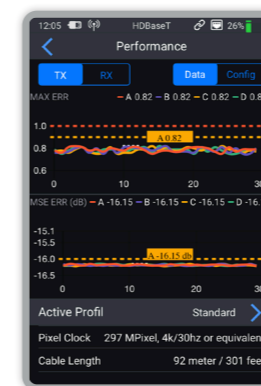 12:05 HDBaseT 26%
Performance
TX RX Data Config
MAX ERR – A 0.82 – B 0.82 – C 0.82 – D 0.8
1.0
A 0.82
0.8
0.6
0 10 20 30
MSE ERR (dB) – A -16.15 – B -16.15 – C -16.15 – D -16.
-15.1
-15.5
A -16.15 db
-16.0
-16.5
0 10 20 30
Active Profil Standard
Pixel Clock 297 MPixel, 4k/30hz or equivalen
Cable Length 92 meter / 301 fee